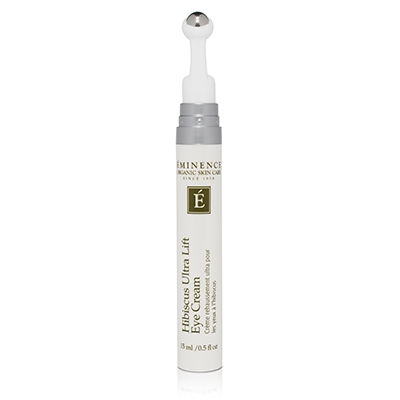 ÉMINENCE
ORGANIC SKIN CARE
SINCE 1958
É
Hibiscus Ultra Lift
Eye Cream
Crème rehaussement ultra pour
les yeux à l'hibiscus
15 ml / 0.5 fl oz